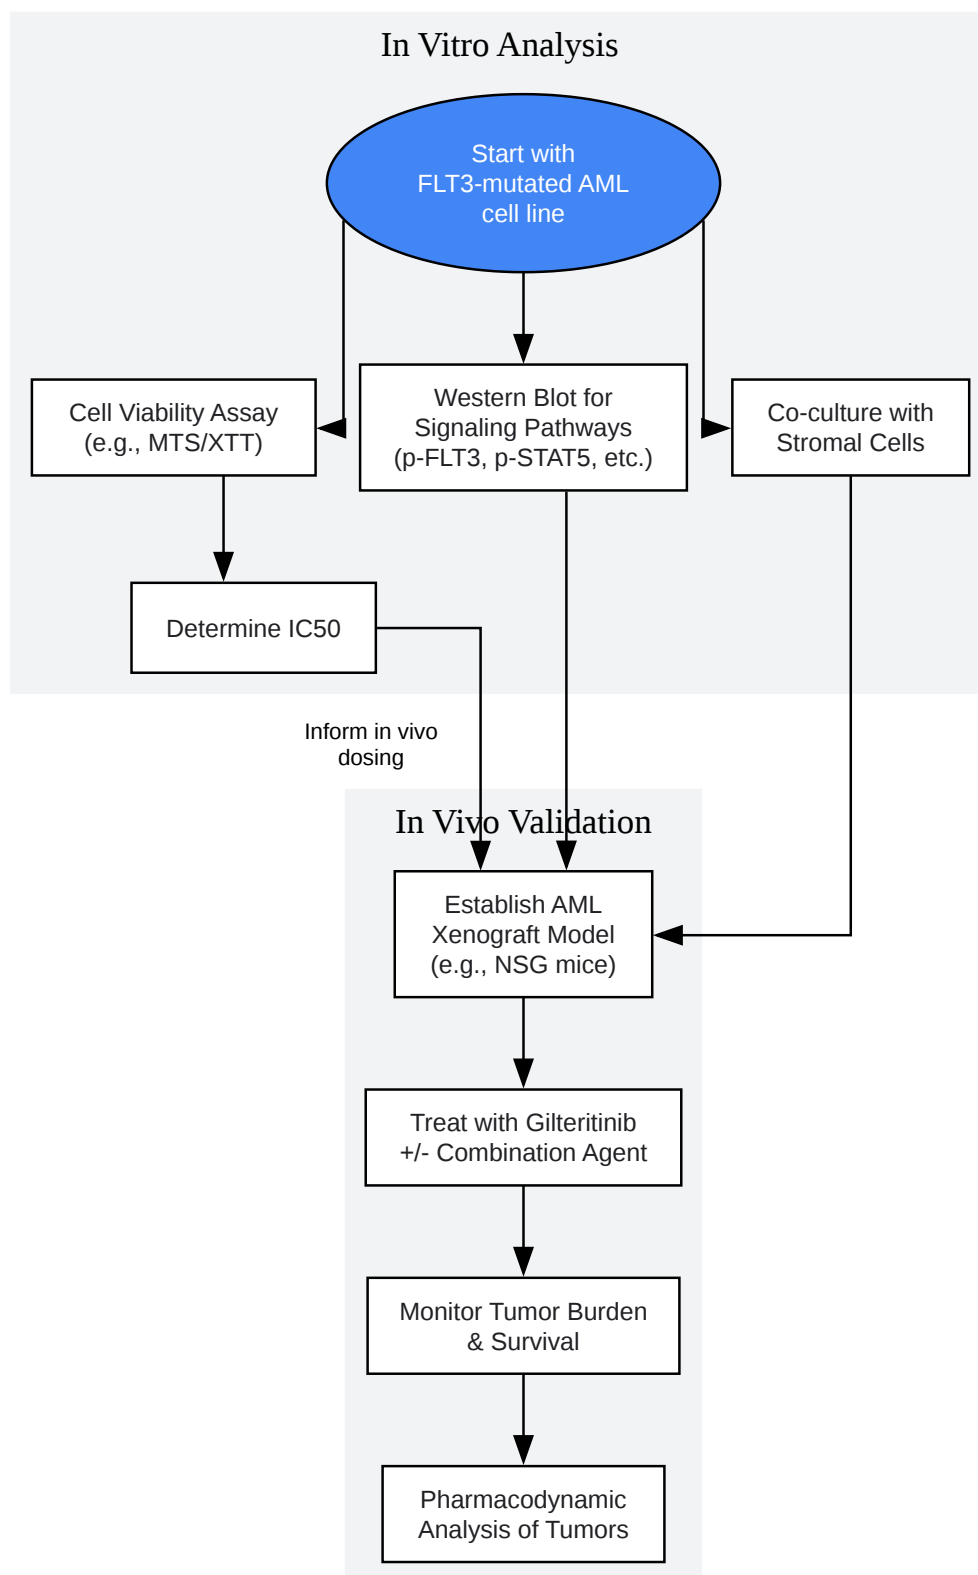 In Vitro Analysis
Start with
FLT3-mutated AML
cell line
Cell Viability Assay
(e.g., MTS/XTT)
Western Blot for
Signaling Pathways
(p-FLT3, p-STAT5, etc.)
Co-culture with
Stromal Cells
Determine IC50
Inform in vivo
dosing
In Vivo Validation
Establish AML
Xenograft Model
(e.g., NSG mice)
Treat with Gilteritinib
+/- Combination Agent
Monitor Tumor Burden
& Survival
Pharmacodynamic
Analysis of Tumors